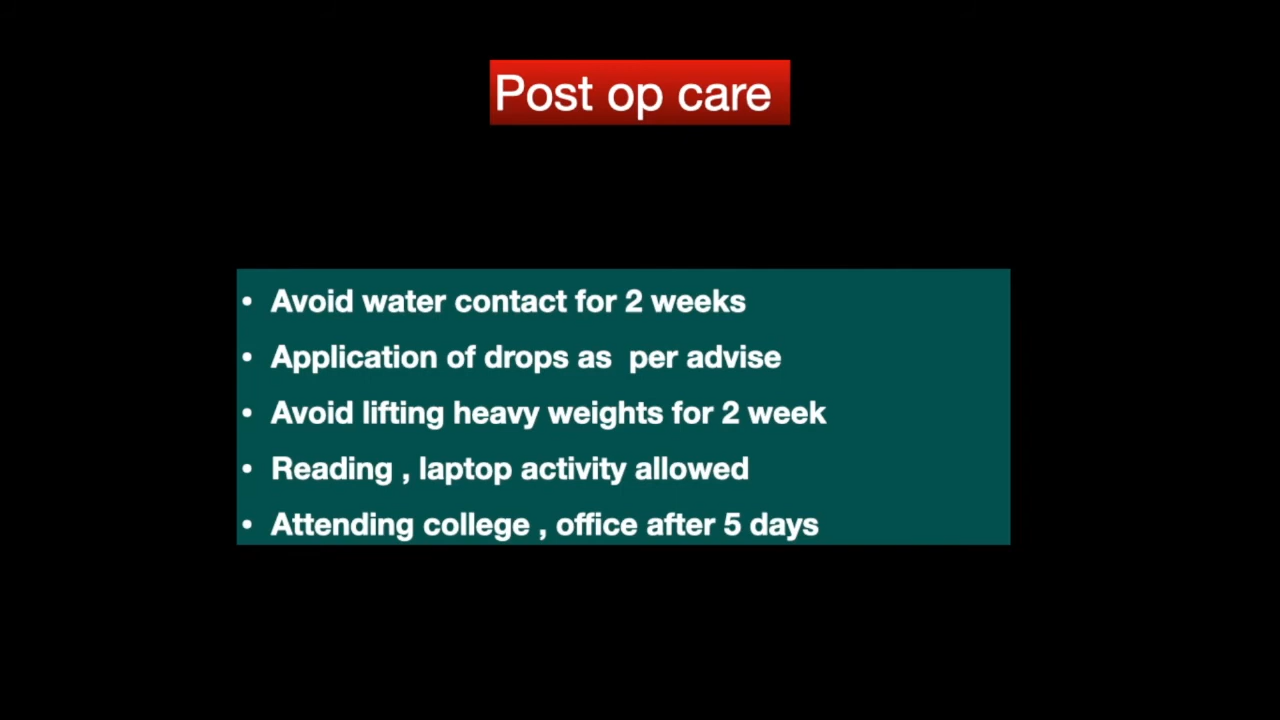 Post op care
• Avoid water contact for 2 weeks
• Application of drops as  per advise
• Avoid lifting heavy weights for 2 week
• Reading , laptop activity allowed
• Attending college , office after 5 days